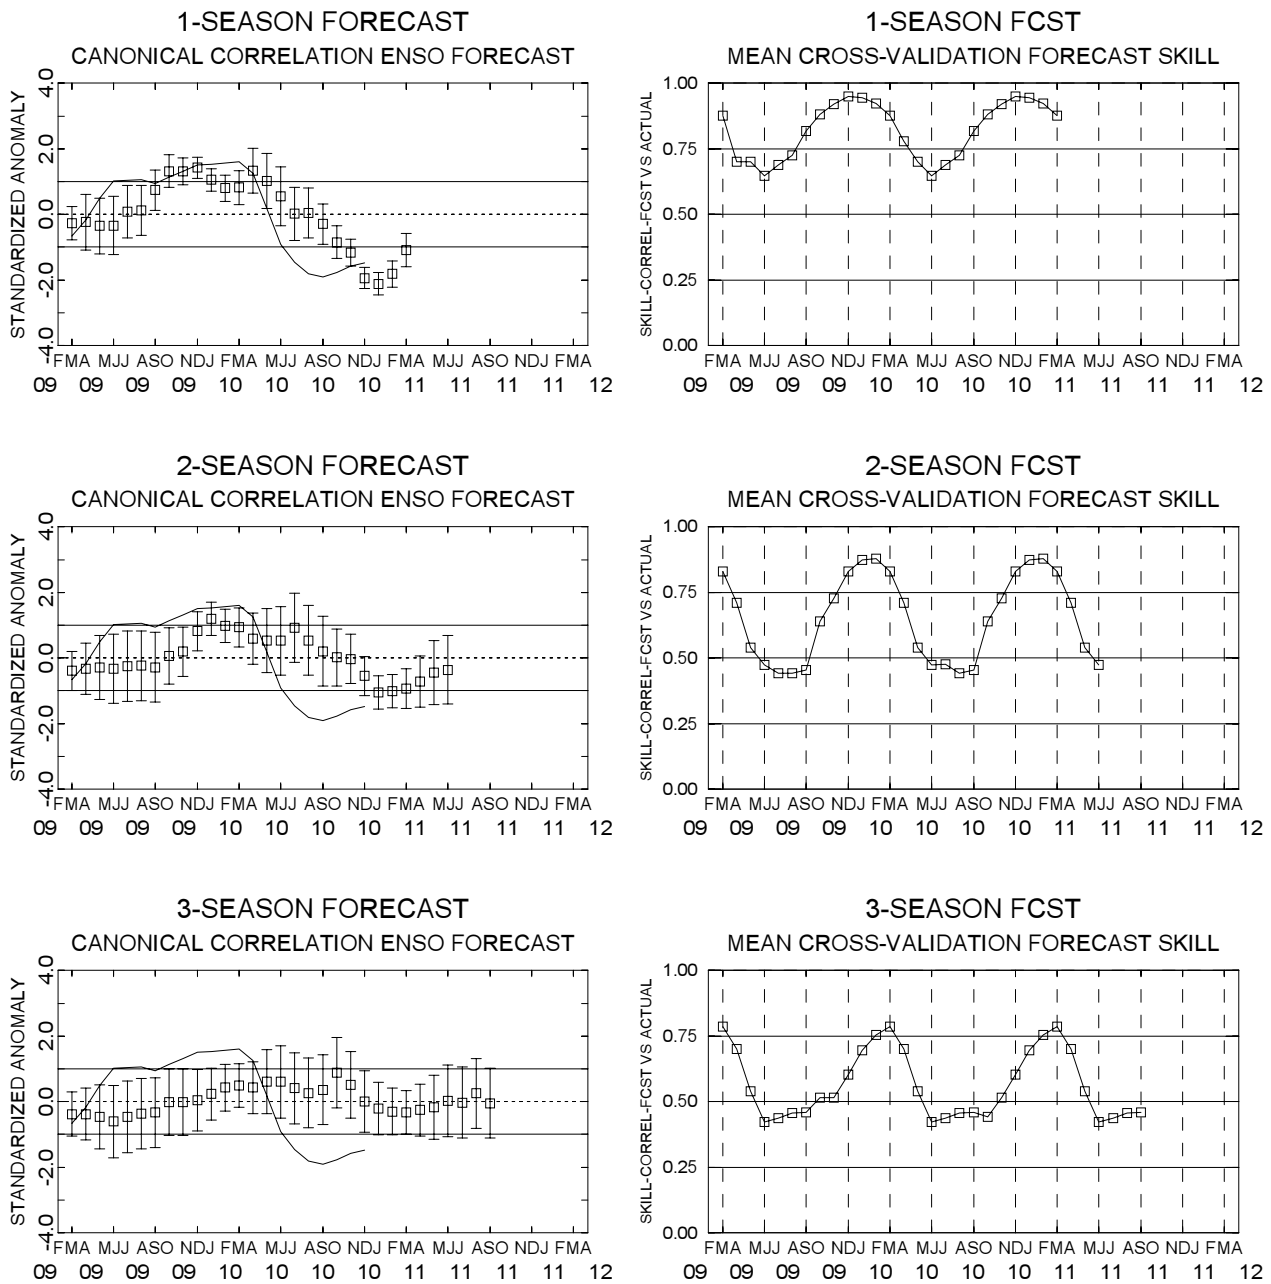 1-SEASON FORECAST
CANONICAL CORRELATION ENSO FORECAST
STANDARDIZED ANOMALY
4.0
2.0
0.0
-2.0
-4.0
FMA MJJ ASO NDJ FMA MJJ ASO NDJ FMA MJJ ASO NDJ FMA
09 09 09 09 10 10 10 10 11 11 11 11 12
1-SEASON FCST
MEAN CROSS-VALIDATION FORECAST SKILL
SKILL-CORREL-FCST VS ACTUAL
1.00
0.75
0.50
0.25
0.00
FMA MJJ ASO NDJ FMA MJJ ASO NDJ FMA MJJ ASO NDJ FMA
09 09 09 10 10 10 10 11 11 11 11 12
2-SEASON FORECAST
CANONICAL CORRELATION ENSO FORECAST
STANDARDIZED ANOMALY
4.0
2.0
0.0
-2.0
-4.0
FMA MJJ ASO NDJ FMA MJJ ASO NDJ FMA MJJ ASO NDJ FMA
09 09 09 09 10 10 10 10 11 11 11 11 12
2-SEASON FCST
MEAN CROSS-VALIDATION FORECAST SKILL
SKILL-CORREL-FCST VS ACTUAL
1.00
0.75
0.50
0.25
0.00
FMA MJJ ASO NDJ FMA MJJ ASO NDJ FMA MJJ ASO NDJ FMA
09 09 09 10 10 10 10 11 11 11 11 12
3-SEASON FORECAST
CANONICAL CORRELATION ENSO FORECAST
STANDARDIZED ANOMALY
4.0
2.0
0.0
-2.0
-4.0
FMA MJJ ASO NDJ FMA MJJ ASO NDJ FMA MJJ ASO NDJ FMA
09 09 09 09 10 10 10 10 11 11 11 11 12
3-SEASON FCST
MEAN CROSS-VALIDATION FORECAST SKILL
SKILL-CORREL-FCST VS ACTUAL
1.00
0.75
0.50
0.25
0.00
FMA MJJ ASO NDJ FMA MJJ ASO NDJ FMA MJJ ASO NDJ FMA
09 09 09 10 10 10 10 11 11 11 11 12